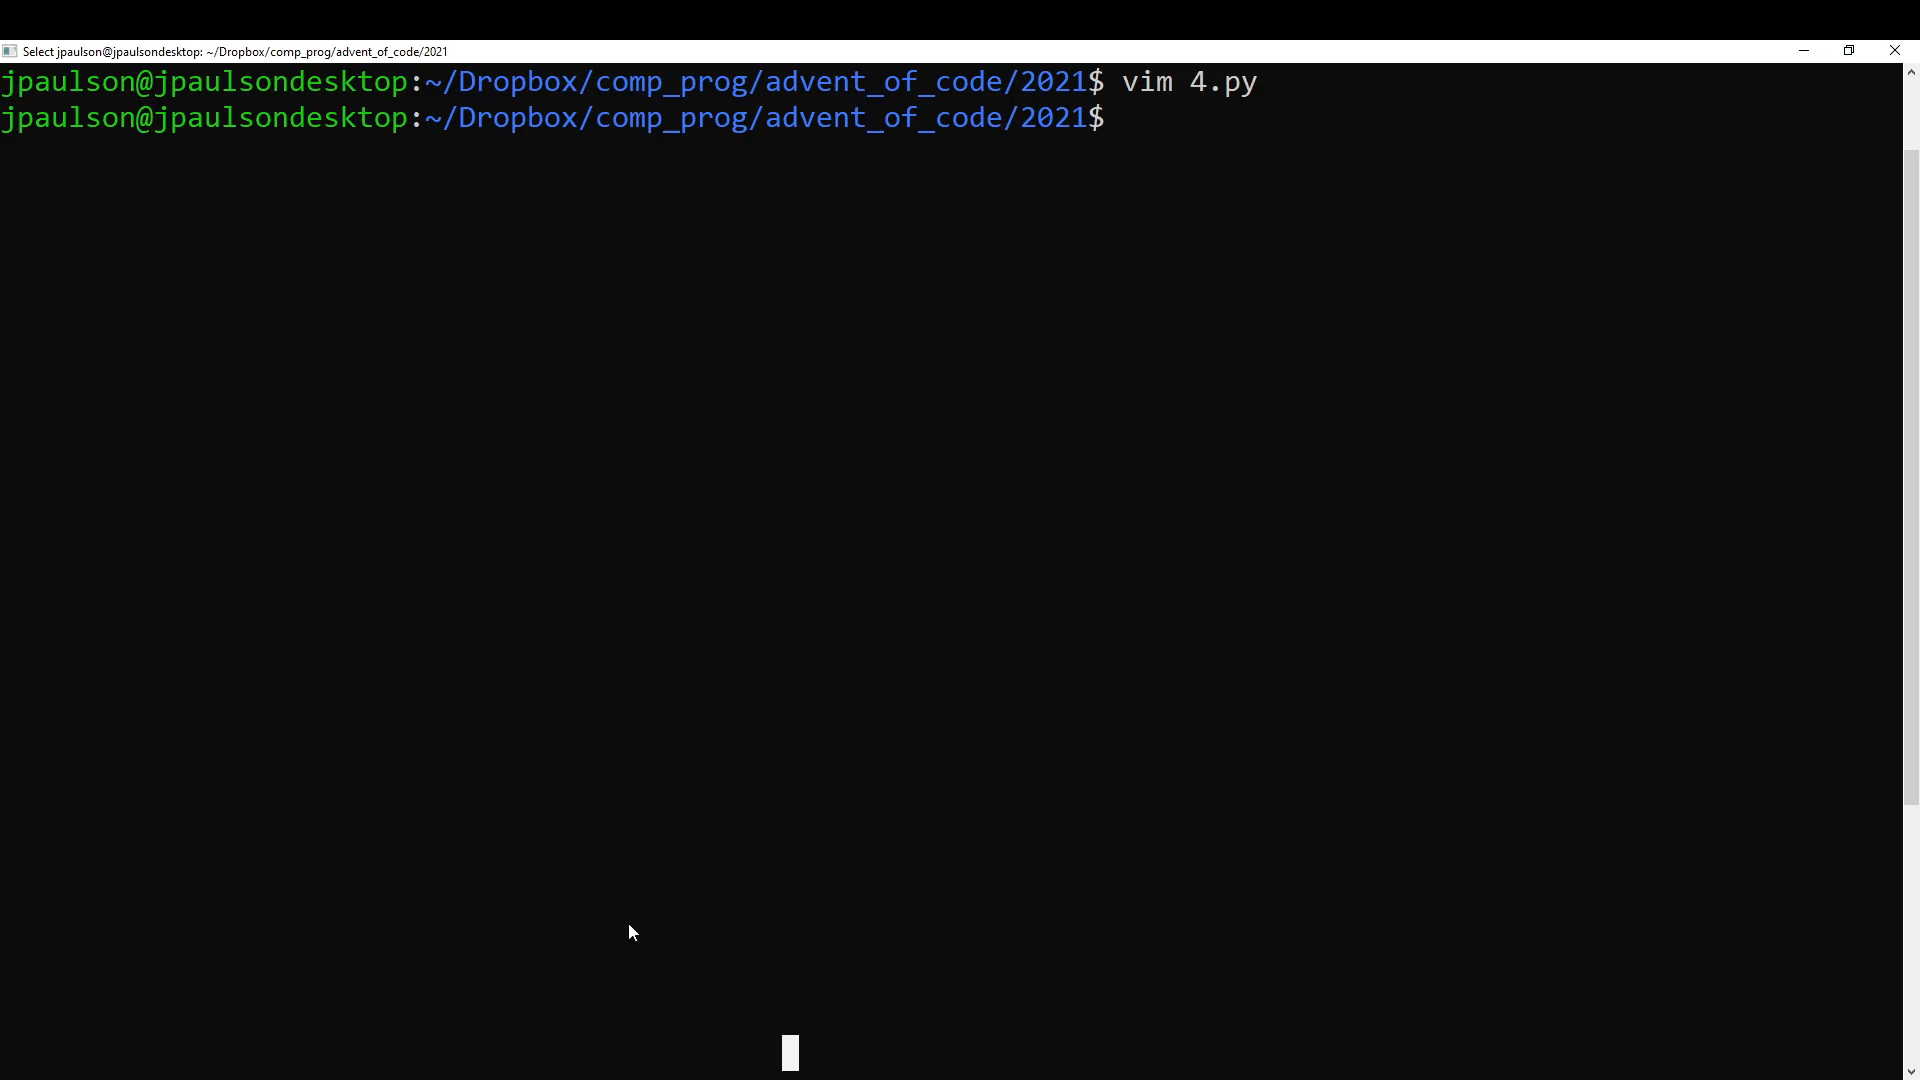 Select jpaulson@jpaulsondesktop: ~/Dropbox/comp_prog/advent_of_code/2021
jpaulson@jpaulsondesktop:~/Dropbox/comp_prog/advent_of_code/2021$ vim 4.py
jpaulson@jpaulsondesktop:~/Dropbox/comp_prog/advent_of_code/2021$